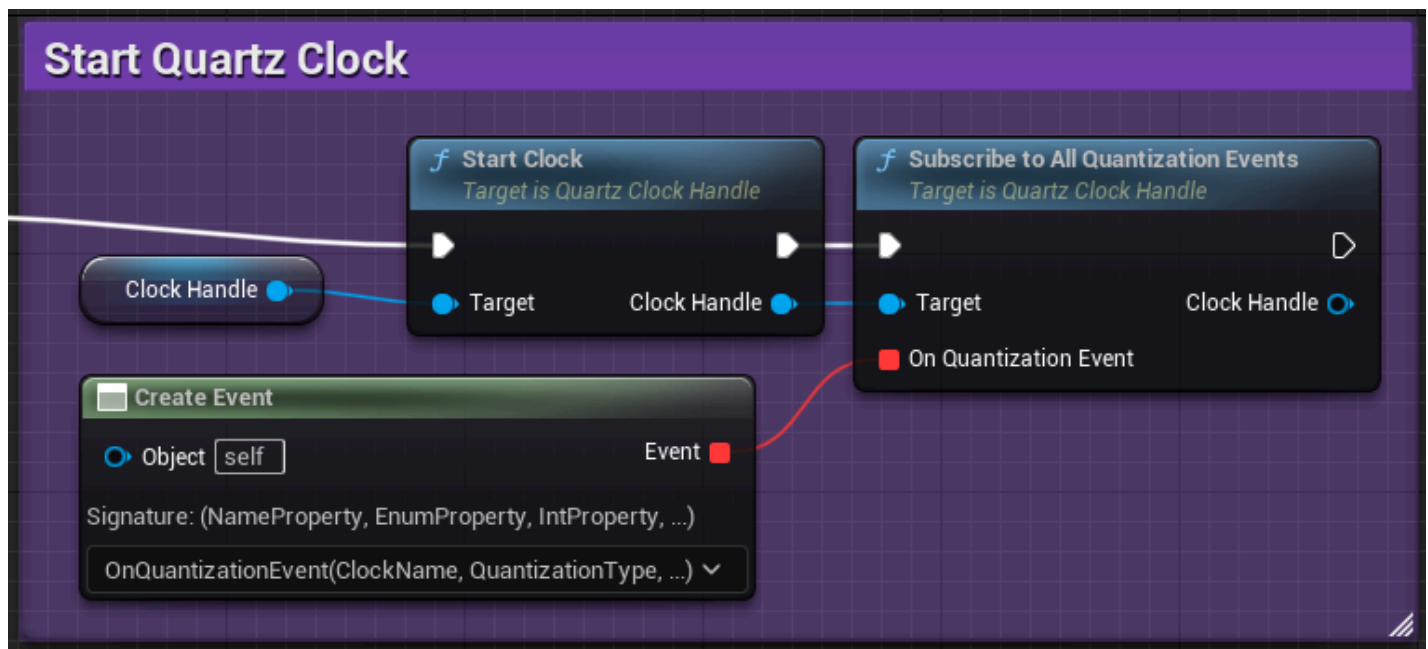 Start Quartz Clock
f Start Clock
Target is Quartz Clock Handle
f Subscribe to All Quantization Events
Target is Quartz Clock Handle
Clock Handle
Target
Clock Handle
Target
Clock Handle
On Quantization Event
Create Event
Object self
Event
Signature: (NameProperty, EnumProperty, IntProperty, ...)
OnQuantizationEvent(ClockName, QuantizationType, ...)